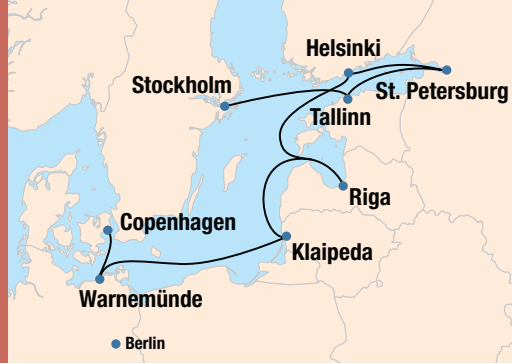 Helsinki
Stockholm
St. Petersburg
Tallinn
Riga
Copenhagen
Klaipeda
Warnemünde
Berlin